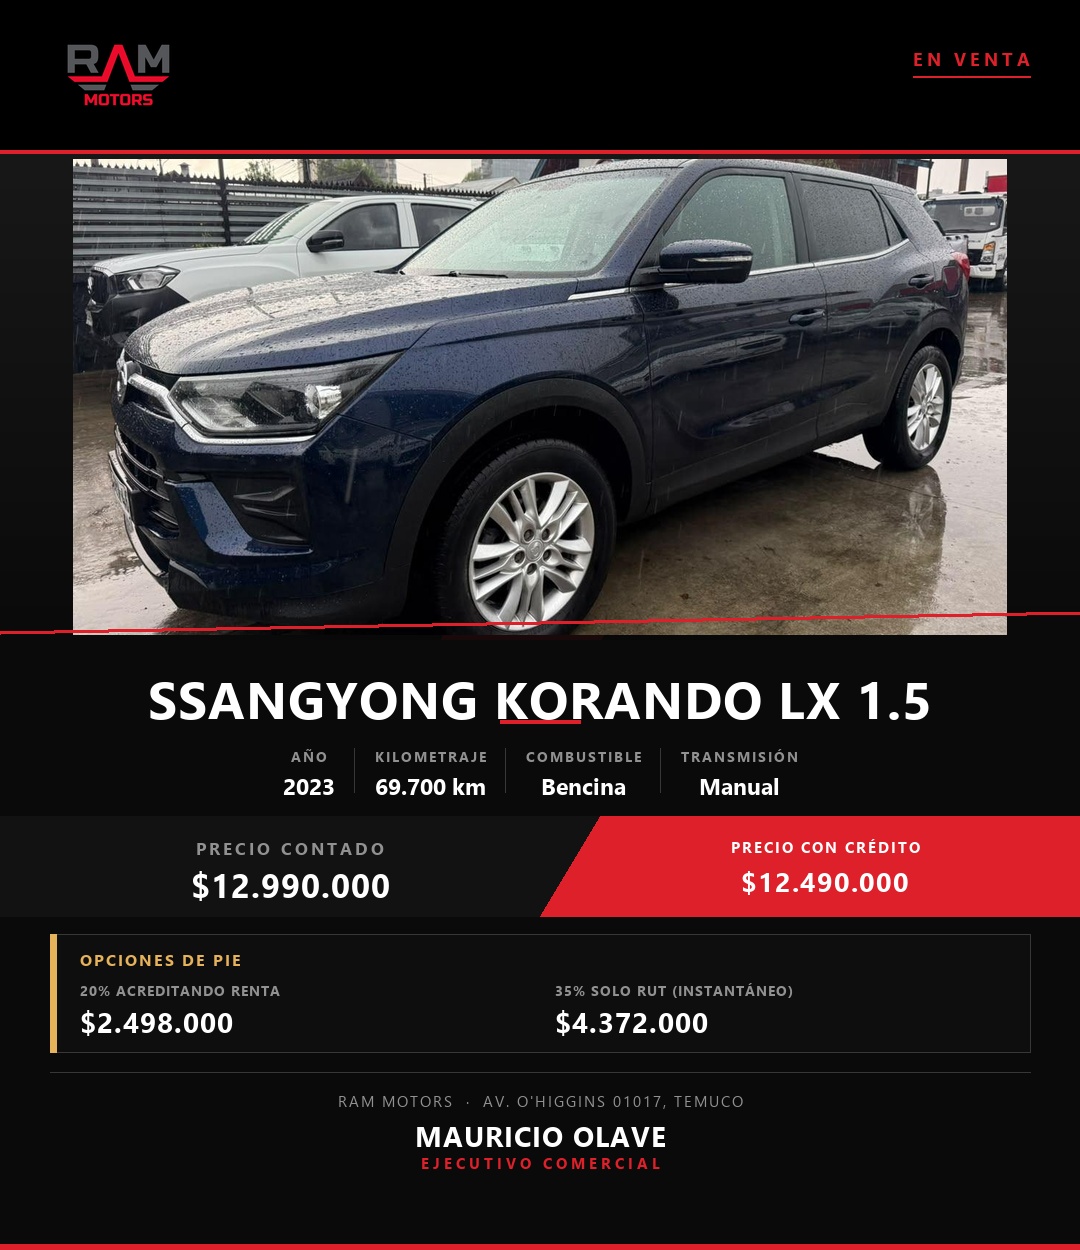 RAM
MOTORS
EN VENTA
SSANGYONG KORANDO LX 1.5
AÑO
2023
KILOMETRAJE
69.700 km
COMBUSTIBLE
Bencina
TRANSMISIÓN
Manual
PRECIO CONTADO
$12.990.000
PRECIO CON CRÉDITO
$12.490.000
OPCIONES DE PIE
20% ACREDITANDO RENTA
$2.498.000
35% SOLO RUT (INSTANTÁNEO)
$4.372.000
RAM MOTORS · AV. O'HIGGINS 01017, TEMUCO
MAURICIO OLAVE
EJECUTIVO COMERCIAL